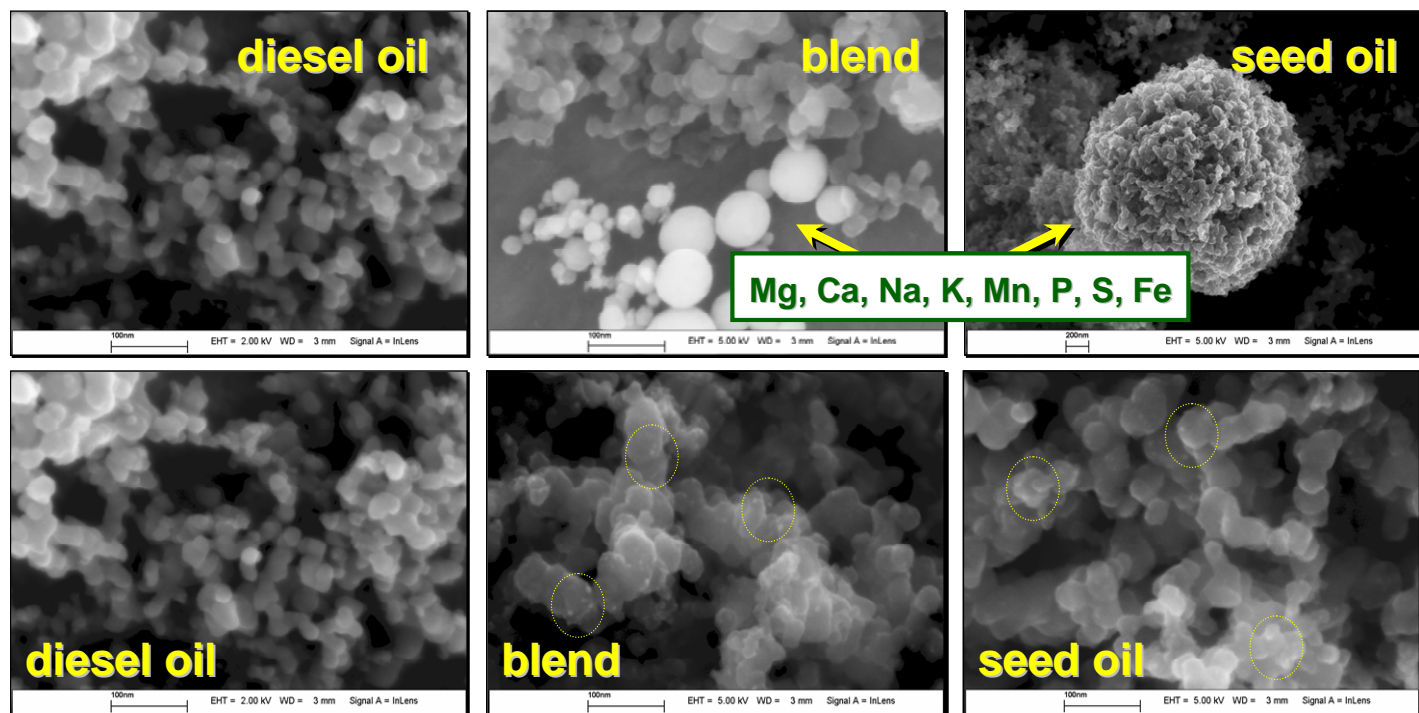 diesel oil
blend
seed oil
Mg, Ca, Na, K, Mn, P, S, Fe
100nm
EHT = 2.00 kV WD = 3 mm Signal A = InLens
100nm
EHT = 5.00 kV WD = 3 mm Signal A = InLens
200nm
EHT = 5.00 kV WD = 3 mm Signal A = InLens
diesel oil
blend
seed oil
100nm
EHT = 2.00 kV WD = 3 mm Signal A = InLens
100nm
EHT = 5.00 kV WD = 3 mm Signal A = InLens
100nm
EHT = 5.00 kV WD = 3 mm Signal A = InLens